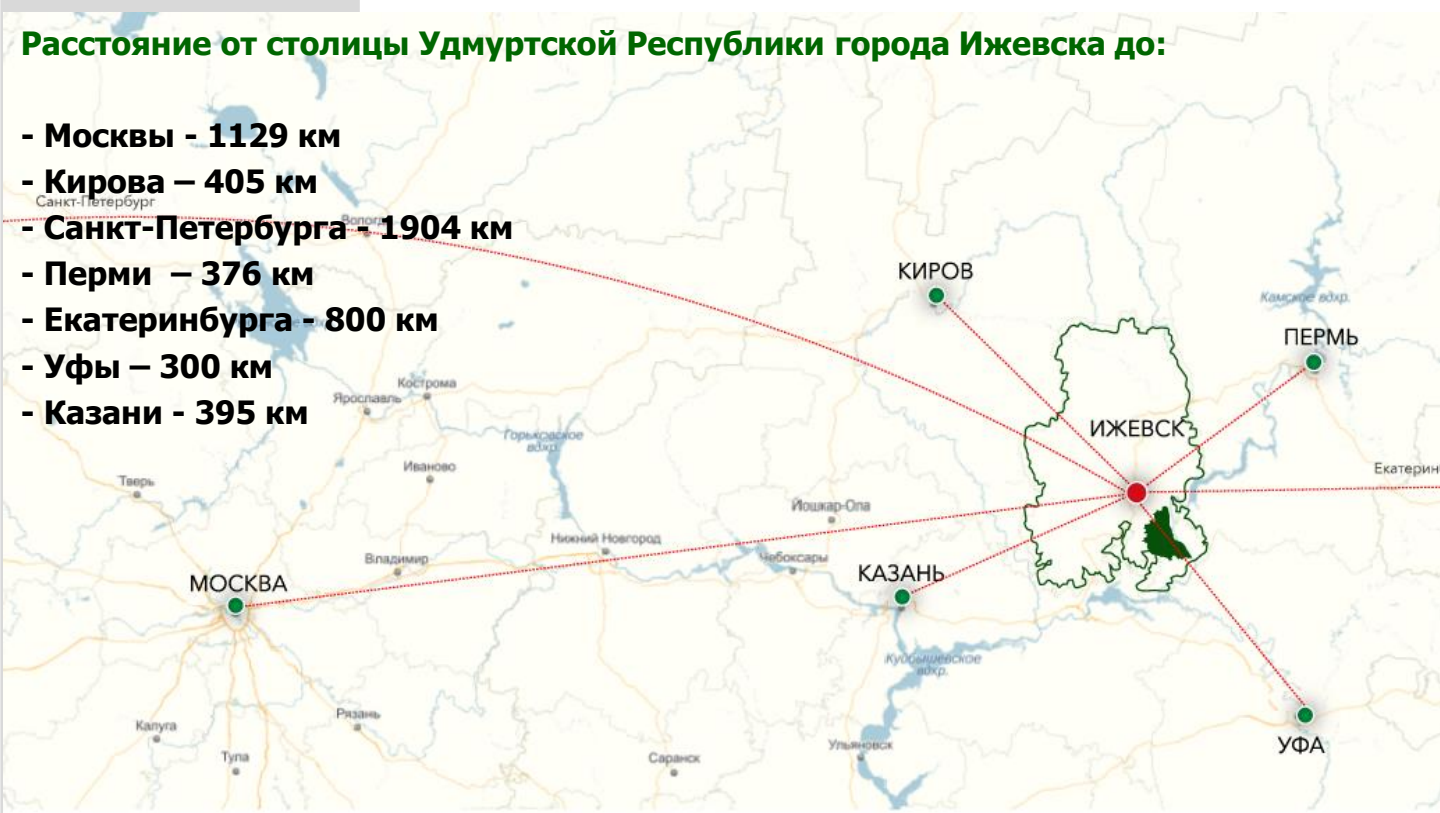 Расстояние от столицы Удмуртской Республики города Ижевска до:
- Москвы - 1129 км
- Кирова – 405 км
Санкт-Петербург
- Санкт-Петербурга - 1904 км
- Перми – 376 км
- Екатеринбурга - 800 км
- Уфы – 300 км
- Казани - 395 км
КИРОВ
Камское вдхр.
ПЕРМЬ
Кострома
Ярославль
ИЖЕВСК
Горьковское
вдхр.
Иваново
Екатерин
Тверь
Йошкар-Ола
Нижний Новгород
Владимир
Чебоксары
МОСКВА
КАЗАНЬ
Куйбышевское
вдхр.
Рязань
Калуга
Ульяновск
УФА
Тула
Саранск